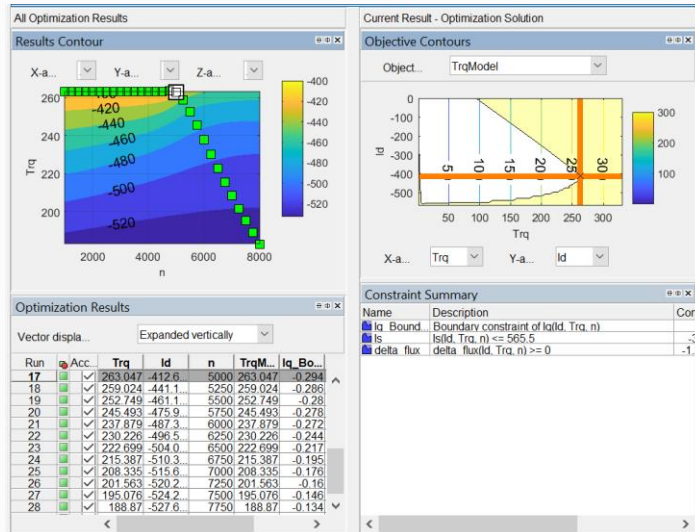 All Optimization Results
Results Contour
X-a... Y-a... Z-a...
260
240
220
200
Trq
-420
-440
-460
-480
-500
-520
2000 4000 6000 8000
n
-400
-420
-440
-460
-480
-500
-520
Optimization Results
Vector displa... Expanded vertically
Run Acc... Trq Id n TrqM... Iq_Bo...
17 263.047 -412.6... 5000 263.047 -0.294
18 259.024 -441.1... 5250 259.024 -0.286
19 252.749 -461.1... 5500 252.749 -0.28
20 245.493 -475.9... 5750 245.493 -0.278
21 237.879 -487.3... 6000 237.879 -0.272
22 230.226 -496.5... 6250 230.226 -0.244
23 222.699 -504.0... 6500 222.699 -0.217
24 215.387 -510.3... 6750 215.387 -0.195
25 208.335 -515.6... 7000 208.335 -0.176
26 201.563 -520.2... 7250 201.563 -0.16
27 195.076 -524.2... 7500 195.076 -0.146
28 188.87 -527.6... 7750 188.87 -0.134
Current Result - Optimization Solution
Objective Contours
Object... TrqModel
0
-100
-200
-300
-400
-500
Id
50 100 150 200 250 300
Trq
300
200
100
X-a... Trq Y-a... Id
Constraint Summary
Name Description Cor
Iq_Bound... Boundary constraint of Iq(Id, Trq, n)
Is Is(Id, Trq) <= 565.5
delta_flux delta_flux(Id, Trq, n) >= 0 -1.